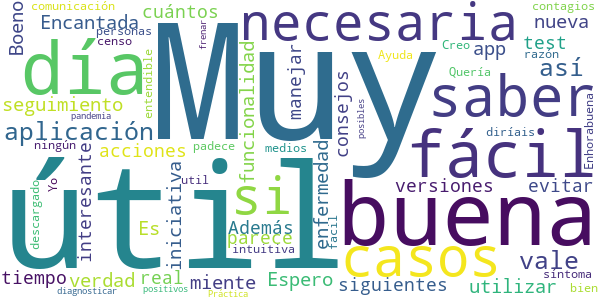 comunicación
cuántos
necesaria
contagios
Boeno
Encantada
personas
frenar
Muy
nueva
censo
Creo
app
test
razón
Ayuda
día
entendible
manejar
Quería
así
seguimiento
pandemia
funcionalidad
consejos
saber
aplicación
posibles
diríais
Enhorabuena
ningún
acciones
padece
medios
fácil
interesante
iniciativa
enfermedad
útil
util
si
buena
versiones
evitar
descargado
Yo
Es
Además
parece
intuitiva
facil
casos
vale
tiempo
verdad
real
miente
Espero
siguientes
utilizar
síntoma
bien
diagnosticar
positivos
Práctica